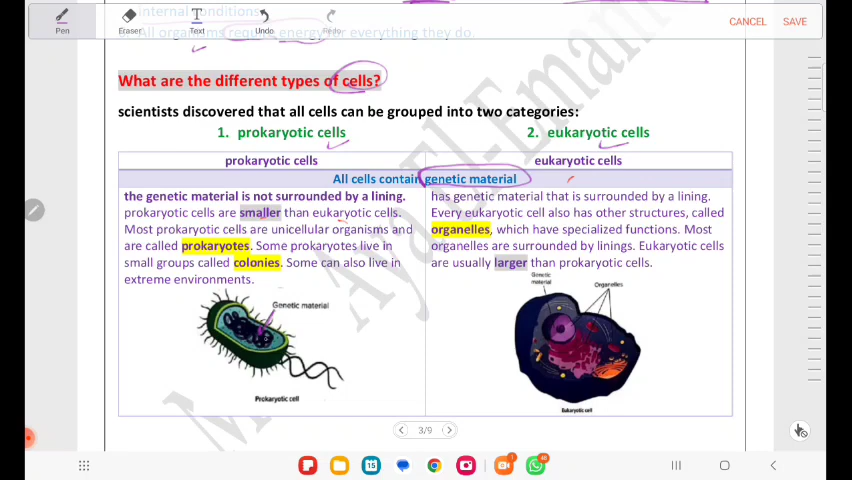 internal conditions
Pen
Eraser
Text
Undo
Redo
CANCEL
SAVE
All organisms require energy for everything they do.
What are the different types of cells?
scientists discovered that all cells can be grouped into two categories:
1. prokaryotic cells
2. eukaryotic cells
prokaryotic cells
eukaryotic cells
All cells contain genetic material
the genetic material is not surrounded by a lining.
prokaryotic cells are smaller than eukaryotic cells.
Most prokaryotic cells are unicellular organisms and
are called prokaryotes. Some prokaryotes live in
small groups called colonies. Some can also live in
extreme environments.
Genetic material
Prokaryotic cell
has genetic material that is surrounded by a lining.
Every eukaryotic cell also has other structures, called
organelles, which have specialized functions. Most
organelles are surrounded by linings. Eukaryotic cells
are usually larger than prokaryotic cells.
Genetic
material
Organelles
Eukaryotic cell
3/9
15
1
48